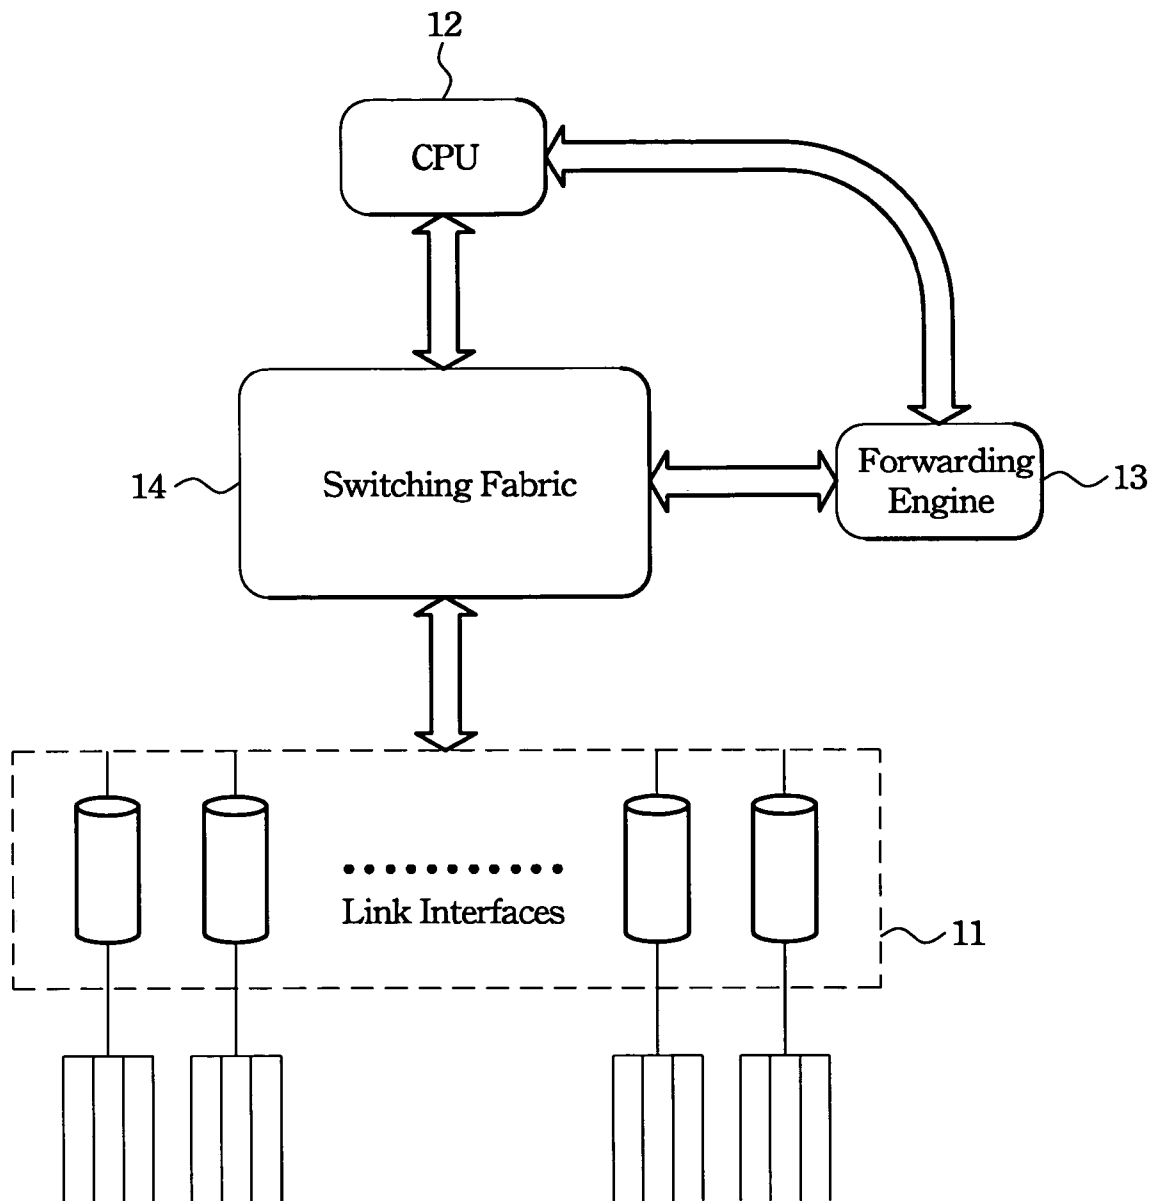 12
CPU
14
Switching Fabric
Forwarding
Engine
13
Link Interfaces
11